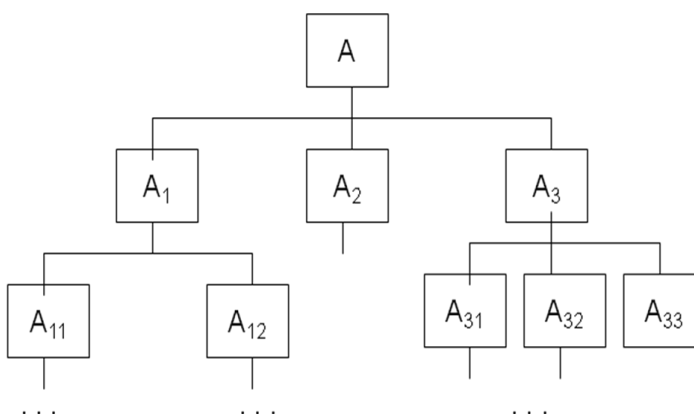 A
A₁ A₂ A₃
A₁₁ A₁₂ A₃₁ A₃₂ A₃₃
... ... ...